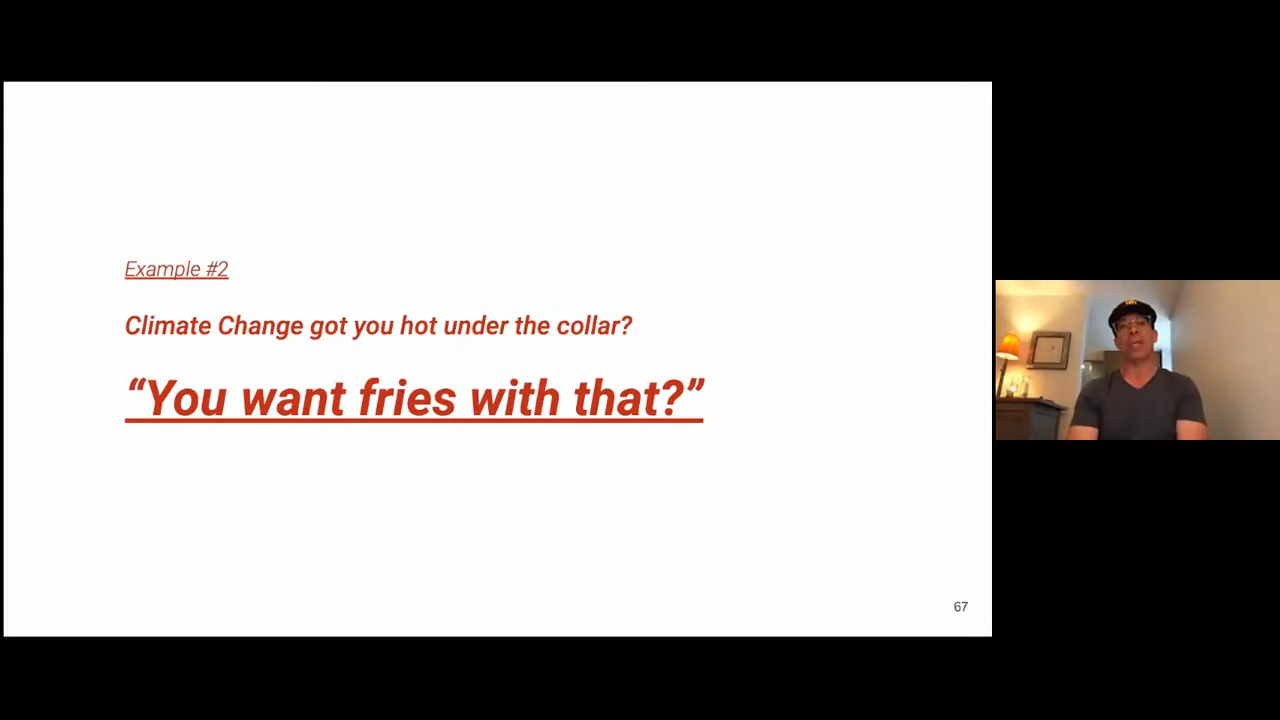 Example #2
Climate Change got you hot under the collar?
“You want fries with that?”
67